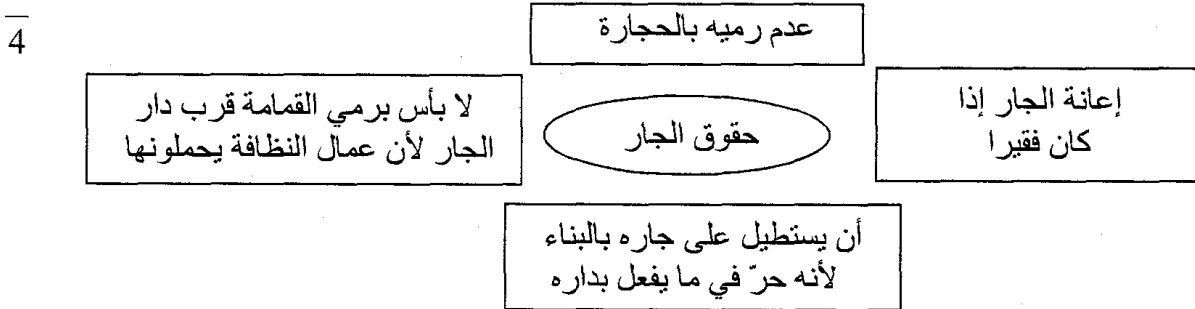 4
عدم رميه بالحجارة
إعانة الجار إذا
كان فقيرا
حقوق الجار
لا بأس برمي القمامة قرب دار
الجار لأن عمال النظافة يحملونها
أن يستطيل على جاره بالبناء
لأنه حرّ في ما يفعل بداره